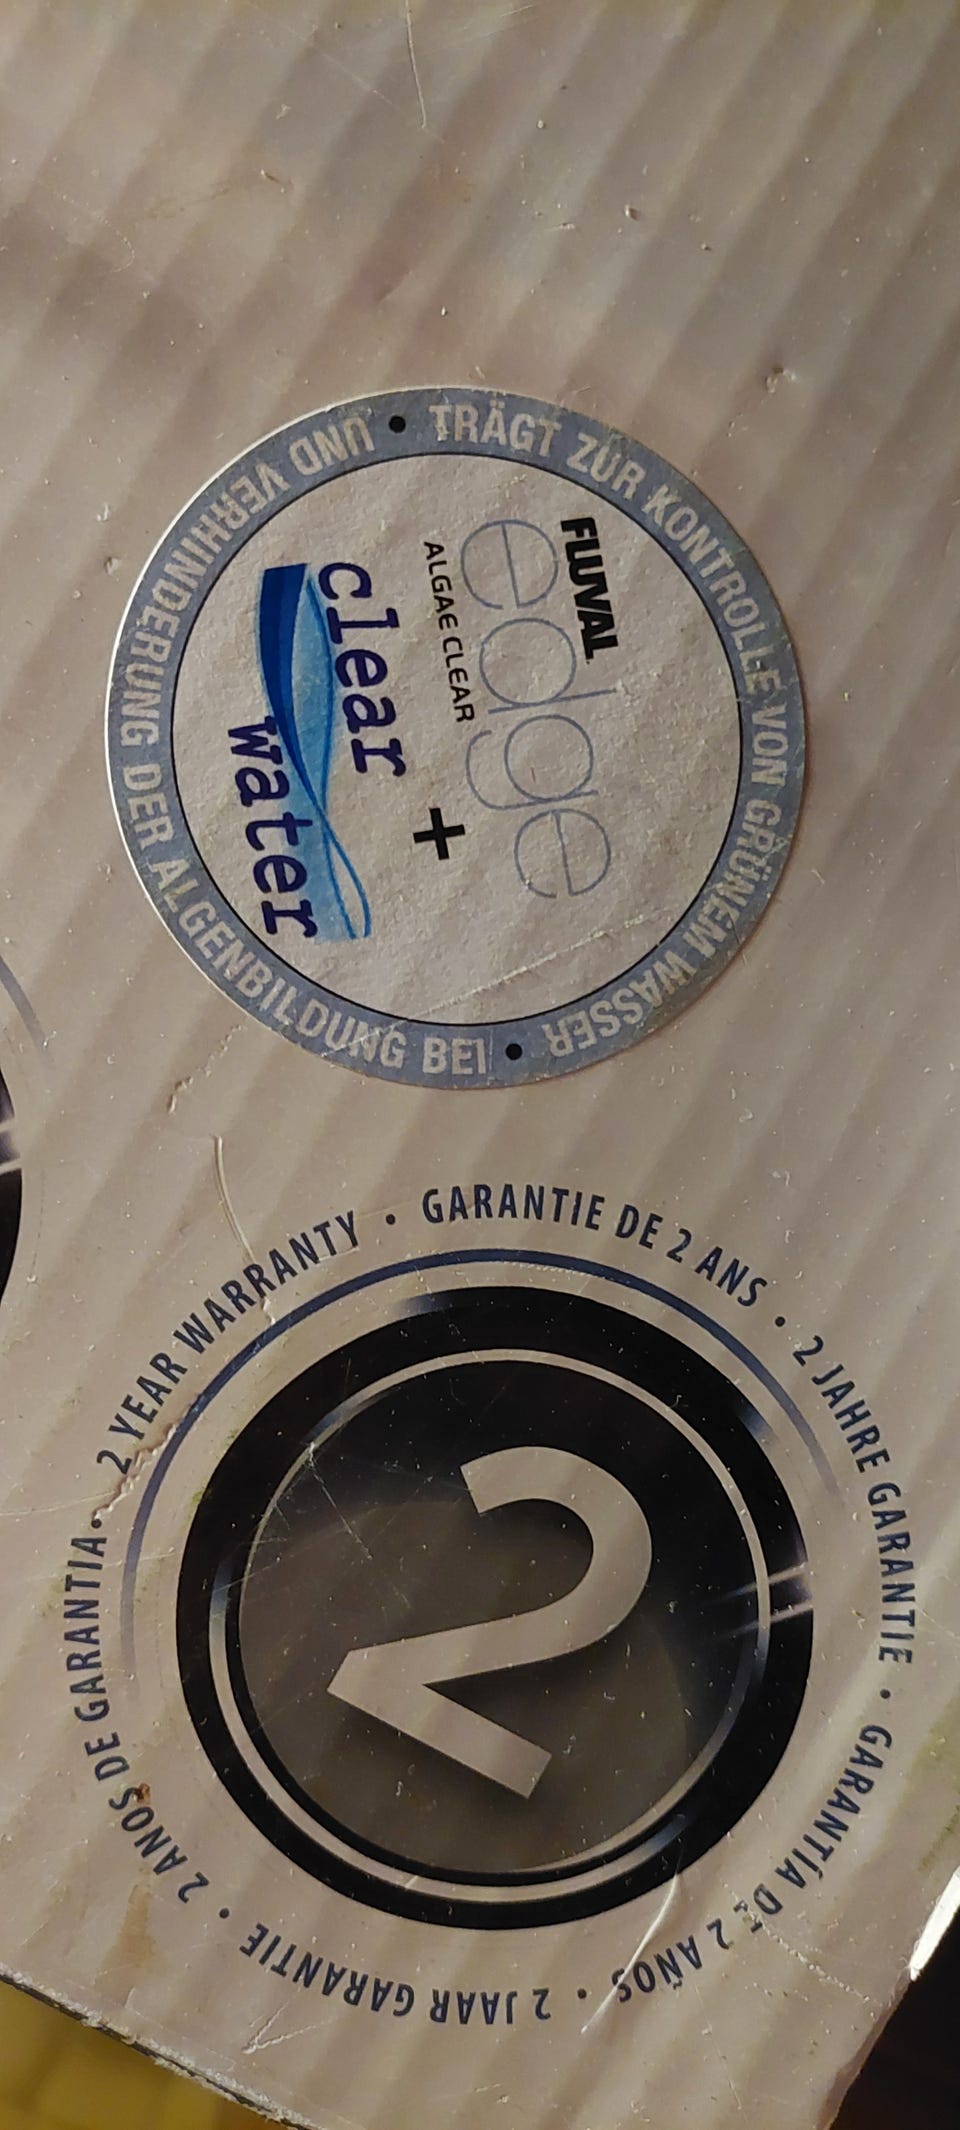 TRÄGT ZUR KONTROLLE VON GRÜNEM WASSER •
UND VERHINDERUNG DER ALGENBILDUNG BEI •
FLUVAL
edge
ALGAE CLEAR
+
clear
water
2 YEAR WARRANTY • GARANTIE DE 2 ANS • 2 JAHRE GARANTIE • GARANTÍA DE 2 AÑOS • 2 JAAR GARANTIE • 2 ANOS DE GARANTIA •
2